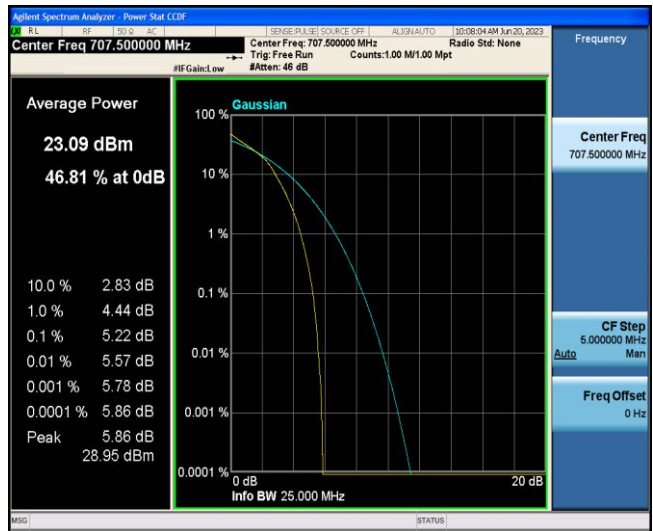 Agilent Spectrum Analyzer - Power Stat CCDF
RL RF 50 Ω AC SENSE:PULSE SOURCE OFF ALIGNAUTO 10:08:04 AM Jun 20, 2023
Center Freq 707.500000 MHz
Center Freq: 707.500000 MHz Radio Std: None
Trig: Free Run Counts:1.00 M/1.00 Mpt
#IFGain:Low #Atten: 46 dB
Frequency
Average Power
23.09 dBm
46.81 % at 0dB
10.0 % 2.83 dB
1.0 % 4.44 dB
0.1 % 5.22 dB
0.01 % 5.57 dB
0.001 % 5.78 dB
0.0001 % 5.86 dB
Peak 5.86 dB
28.95 dBm
Gaussian
100 %
10 %
1 %
0.1 %
0.01 %
0.001 %
0.0001 %
0 dB 20 dB
Info BW 25.000 MHz
Center Freq
707.500000 MHz
CF Step
5.000000 MHz
Auto Man
Freq Offset
0 Hz
MSG STATUS